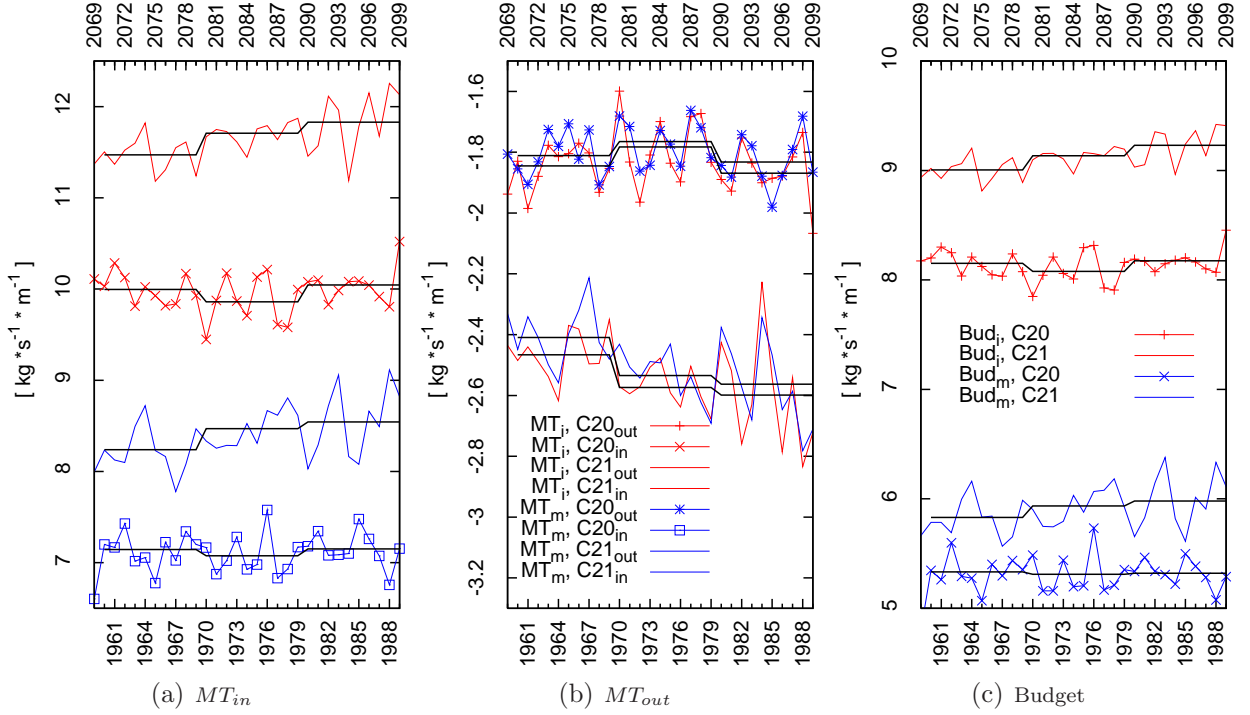 2069 2072 2075 2078 2081 2084 2087 2090 2093 2096 2099
[ kg*s⁻¹ * m⁻¹ ]
12
11
10
9
8
7
1961 1964 1967 1970 1973 1976 1979 1982 1985 1988
(a) MT_in
2069 2072 2075 2078 2081 2084 2087 2090 2093 2096 2099
[ kg*s⁻¹ * m⁻¹ ]
-1.6
-1.8
-2
-2.2
-2.4
-2.6
-2.8
-3
-3.2
MT_i, C20_out
MT_i, C20_in
MT_i, C21_out
MT_i, C21_in
MT_m, C20_out
MT_m, C20_in
MT_m, C21_out
MT_m, C21_in
1961 1964 1967 1970 1973 1976 1979 1982 1985 1988
(b) MT_out
2069 2072 2075 2078 2081 2084 2087 2090 2093 2096 2099
[ kg*s⁻¹ * m⁻¹ ]
10
9
8
7
6
5
Bud_i, C20
Bud_i, C21
Bud_m, C20
Bud_m, C21
1961 1964 1967 1970 1973 1976 1979 1982 1985 1988
(c) Budget